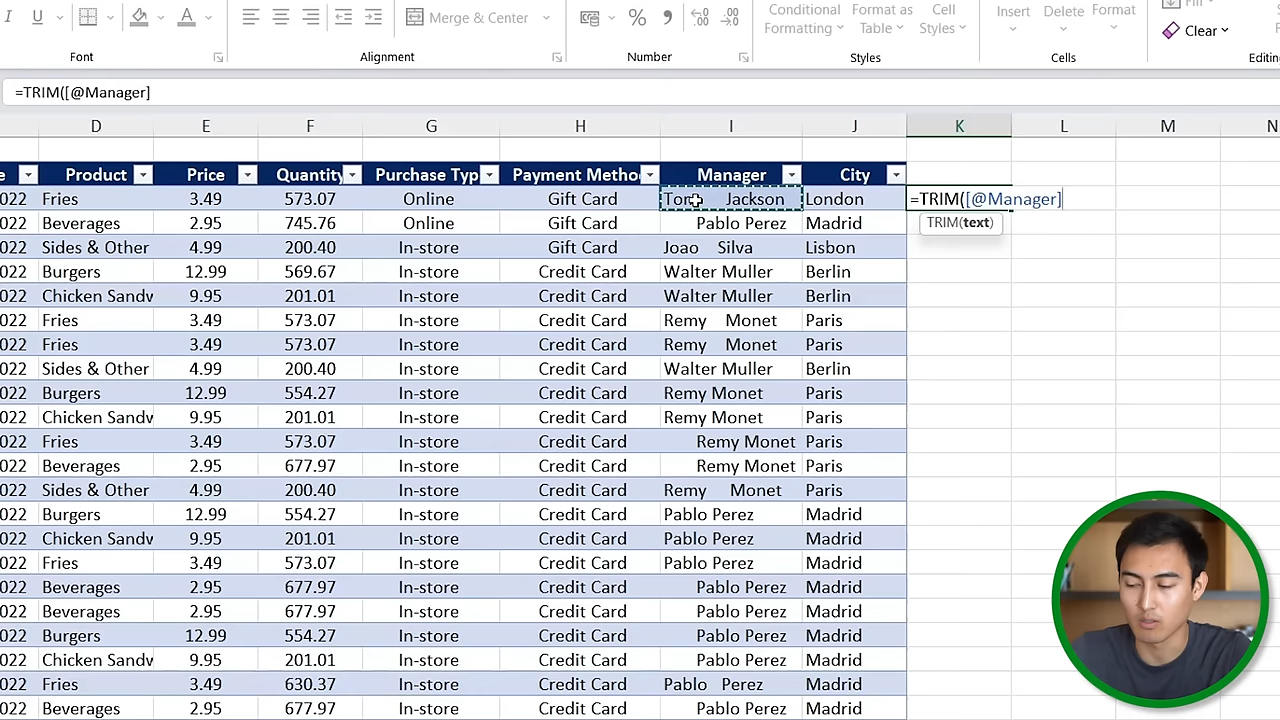 I U A Merge & Center % Conditional Formatting Format as Table Cell Styles Insert Delete Format Fill Clear
Font Alignment Number Styles Cells Editing
=TRIM([@Manager]
D E F G H I J K L M N
e Product Price Quantity Purchase Typ Payment Metho Manager City
022 Fries 3.49 573.07 Online Gift Card Jackson London =TRIM([@Manager]
022 Beverages 2.95 745.76 Online Gift Card Pablo Perez Madrid TRIM(text)
022 Sides & Other 4.99 200.40 In-store Gift Card Joao Silva Lisbon
022 Burgers 12.99 569.67 In-store Credit Card Walter Muller Berlin
022 Chicken Sandw 9.95 201.01 In-store Credit Card Walter Muller Berlin
022 Fries 3.49 573.07 In-store Credit Card Remy Monet Paris
022 Fries 3.49 573.07 In-store Credit Card Remy Monet Paris
022 Sides & Other 4.99 200.40 In-store Credit Card Walter Muller Berlin
022 Burgers 12.99 554.27 In-store Credit Card Remy Monet Paris
022 Chicken Sandw 9.95 201.01 In-store Credit Card Remy Monet Paris
022 Fries 3.49 573.07 In-store Credit Card Remy Monet Paris
022 Beverages 2.95 677.97 In-store Credit Card Remy Monet Paris
022 Sides & Other 4.99 200.40 In-store Credit Card Remy Monet Paris
022 Burgers 12.99 554.27 In-store Credit Card Pablo Perez Madrid
022 Chicken Sandw 9.95 201.01 In-store Credit Card Pablo Perez Madrid
022 Fries 3.49 573.07 In-store Credit Card Pablo Perez Madrid
022 Beverages 2.95 677.97 In-store Credit Card Pablo Perez Madrid
022 Beverages 2.95 677.97 In-store Credit Card Pablo Perez Madrid
022 Burgers 12.99 554.27 In-store Credit Card Pablo Perez Madrid
022 Chicken Sandw 9.95 201.01 In-store Credit Card Pablo Perez Madrid
022 Fries 3.49 630.37 In-store Credit Card Pablo Perez Madrid
022 Beverages 2.95 677.97 In-store Credit Card Pablo Perez Madrid